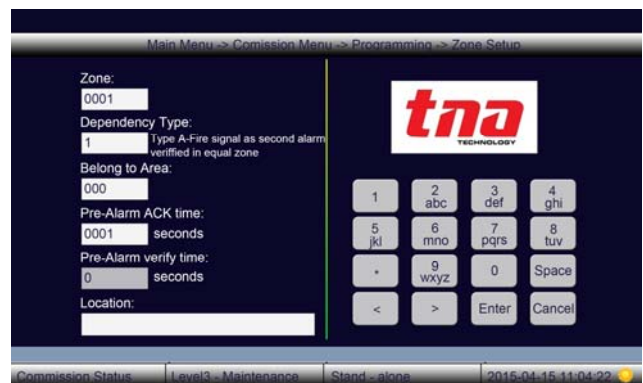 Main Menu -> Comission Menu -> Programming -> Zone Setup
Zone:
0001
Dependency Type:
1
Type A-Fire signal as second alarm
veriffied in equal zone
Belong to Area:
000
Pre-Alarm ACK time:
0001 seconds
Pre-Alarm verify time:
0 seconds
Location:
tna
TECHNOLOGY
1 2 abc 3 def 4 ghi
5 jkl 6 mno 7 pqrs 8 tuv
* 9 wxyz 0 Space
< > Enter Cancel
Commission Status Level3 - Maintenance Stand - alone 2015-04-15 11:04:22